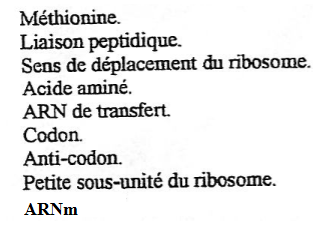 Méthionine.
Liaison peptidique.
Sens de déplacement du ribosome.
Acide aminé.
ARN de transfert.
Codon.
Anti-codon.
Petite sous-unité du ribosome.
ARNm